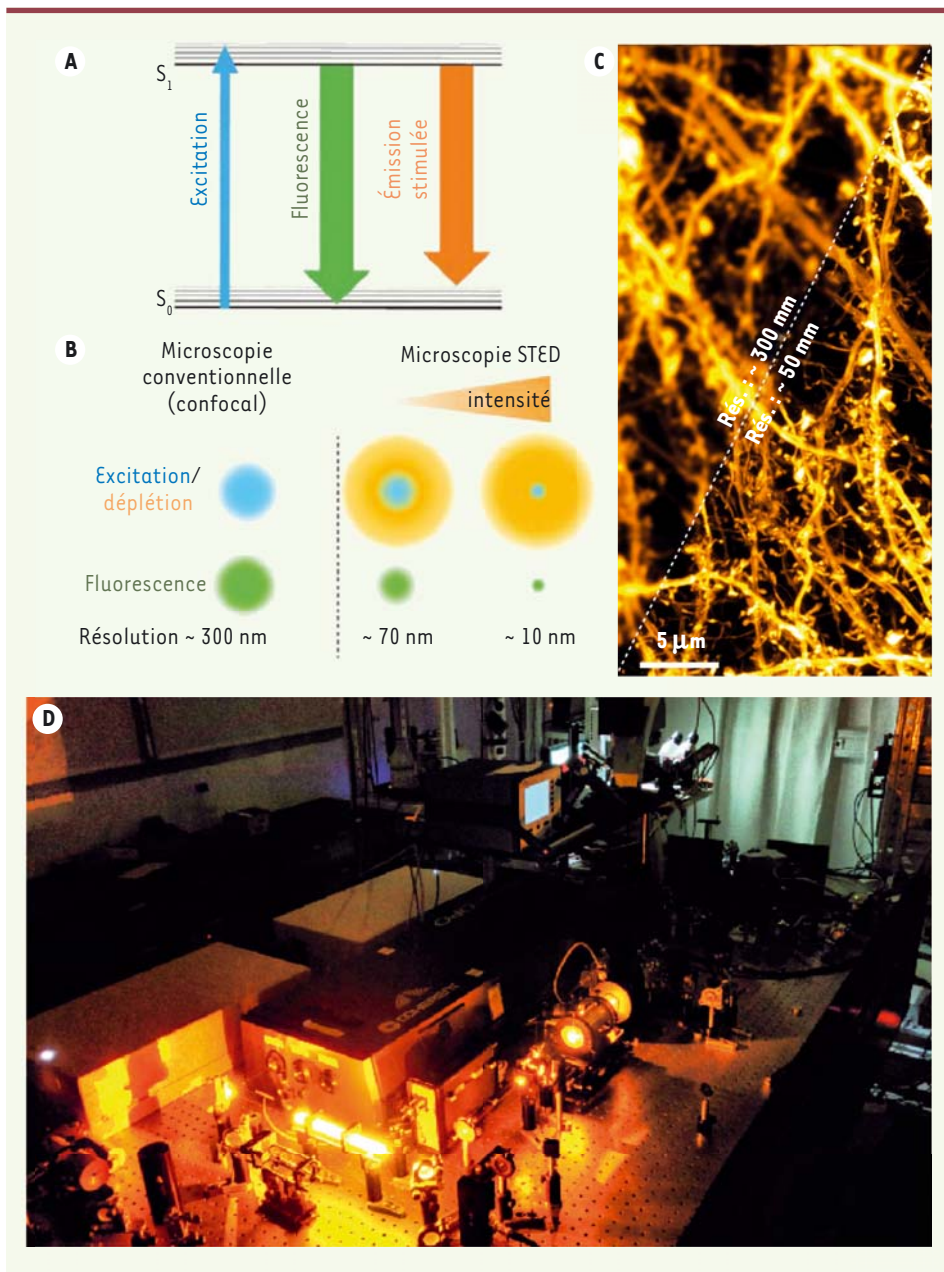 A
S1
S0
Excitation
Fluorescence
Émission
stimulée
B
Microscopie
conventionnelle
(confocal)
Microscopie STED
intensité
Excitation/
déplétion
Fluorescence
Résolution ~ 300 nm
~ 70 nm
~ 10 nm
C
Rés. : ~ 300 mm
Rés. : ~ 50 mm
5 µm
D
COHERENT